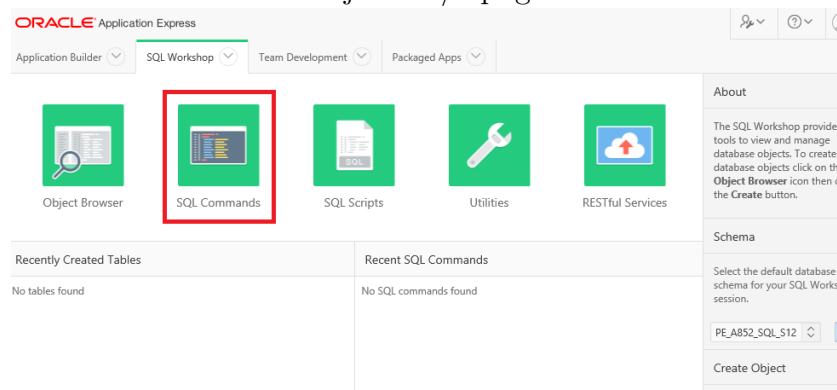 ORACLE Application Express
Application Builder
SQL Workshop
Team Development
Packaged Apps
SQL
Object Browser
SQL Commands
SQL Scripts
Utilities
RESTful Services
Recently Created Tables
No tables found
Recent SQL Commands
No SQL commands found
About
The SQL Workshop provide
tools to view and manage
database objects. To create
database objects click on th
Object Browser icon then
the Create button.
Schema
Select the default database
schema for your SQL Works
session.
PE_A852_SQL_S12
Create Object